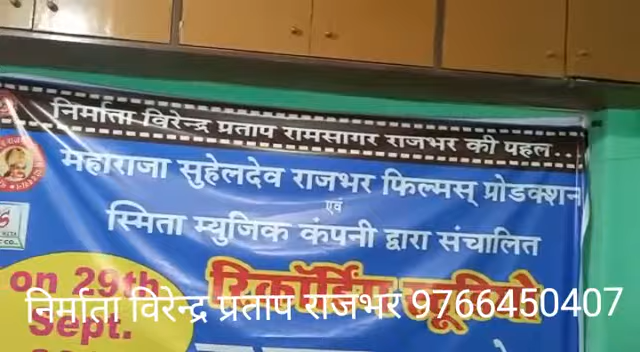 निर्माता विरेन्द्र प्रताप रामसागर राजभर की पहल...
महाराजा सुहेलदेव राजभर फिल्मस् प्रोडक्शन
एवं
स्मिता म्युजिक कंपनी द्वारा संचालित
on 29th
रिकॉर्डिंग स्टूडियो
Sept.
निर्माता विरेन्द्र प्रताप राजभर 9766450407